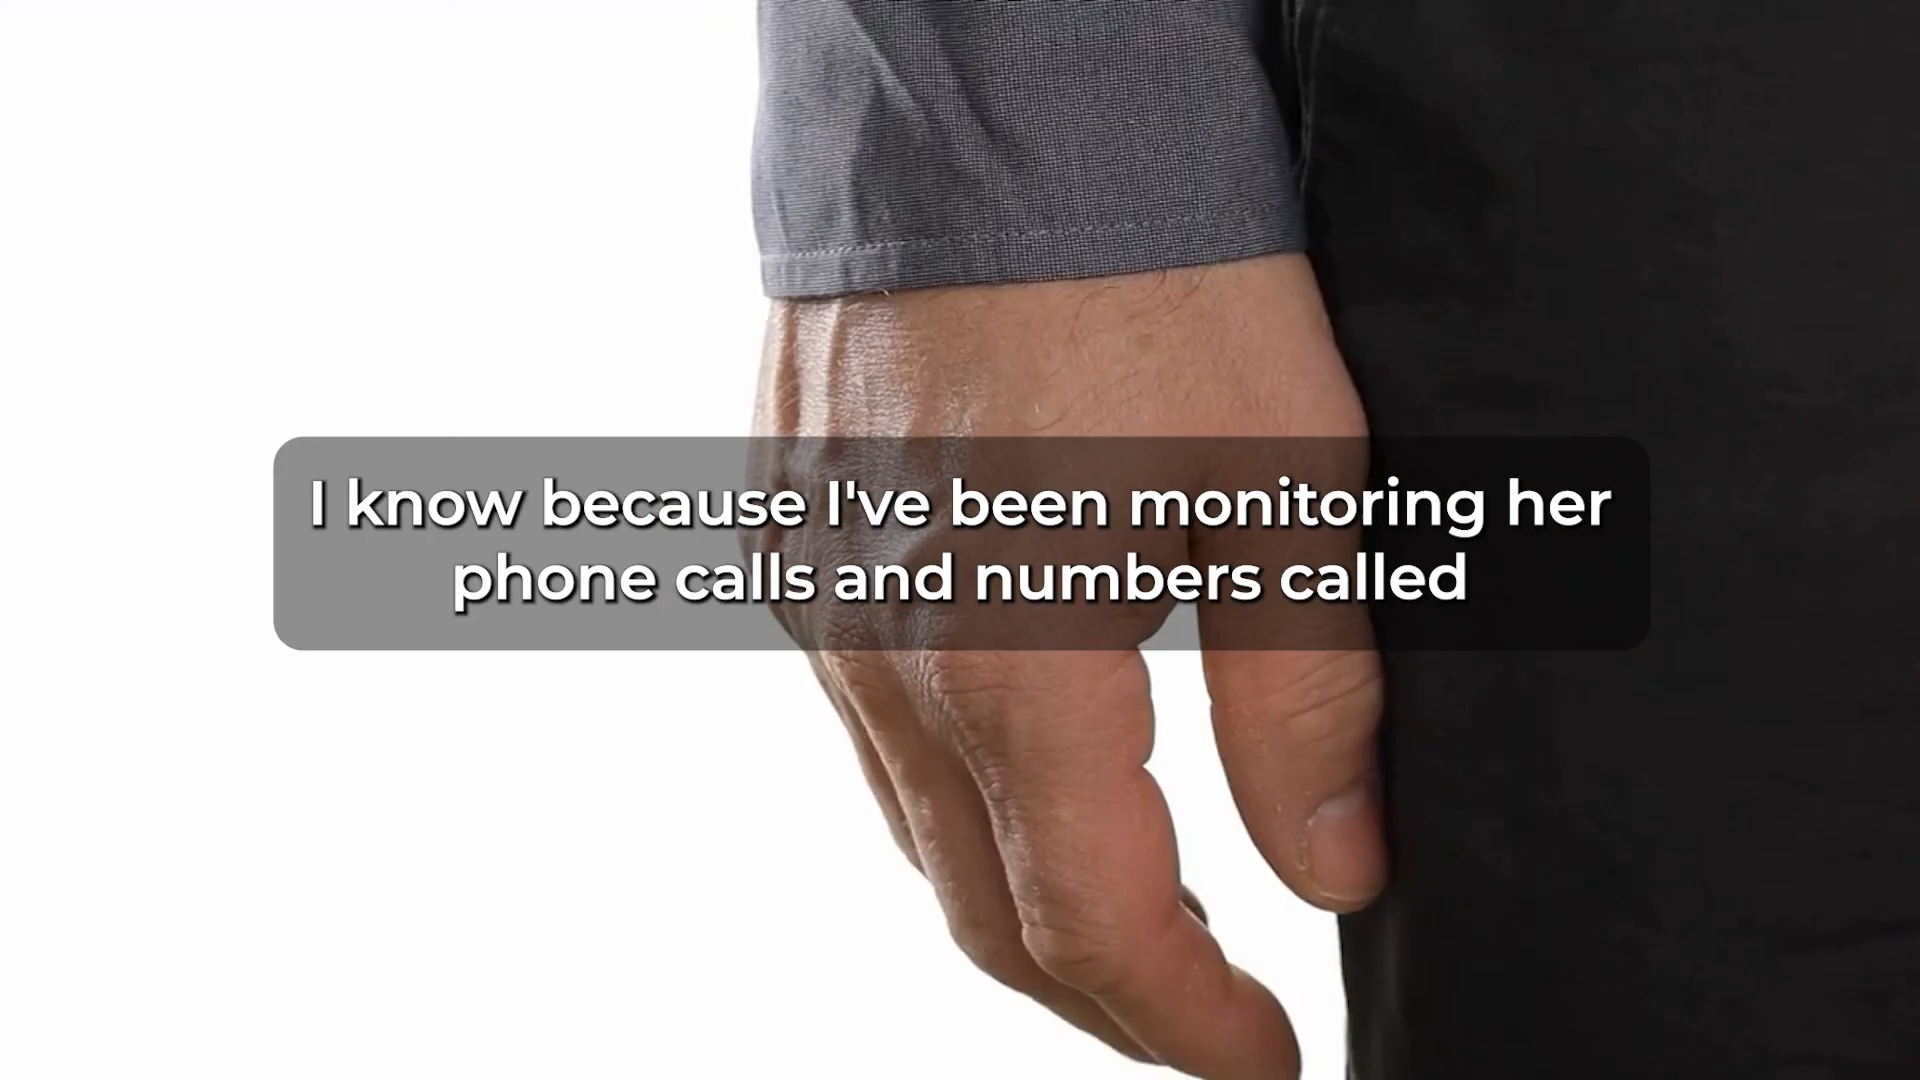 I know because I've been monitoring her
phone calls and numbers called